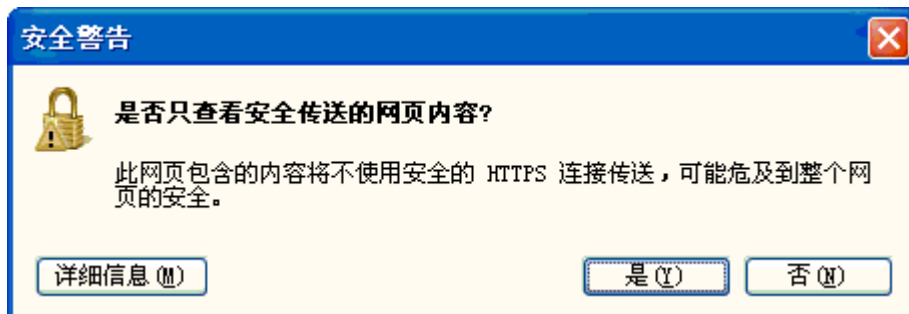 安全警告
是否只查看安全传送的网页内容?
此网页包含的内容将不使用安全的 HTTPS 连接传送，可能危及到整个网
页的安全。
详细信息(M)
是(Y)
否(N)